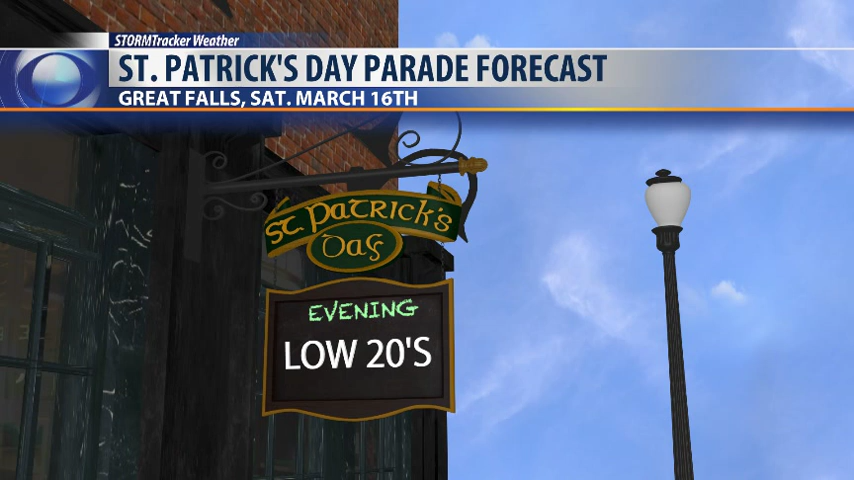 STORMTracker Weather
ST. PATRICK'S DAY PARADE FORECAST
GREAT FALLS, SAT. MARCH 16TH
St Patrick's
Day
EVENING
LOW 20'S